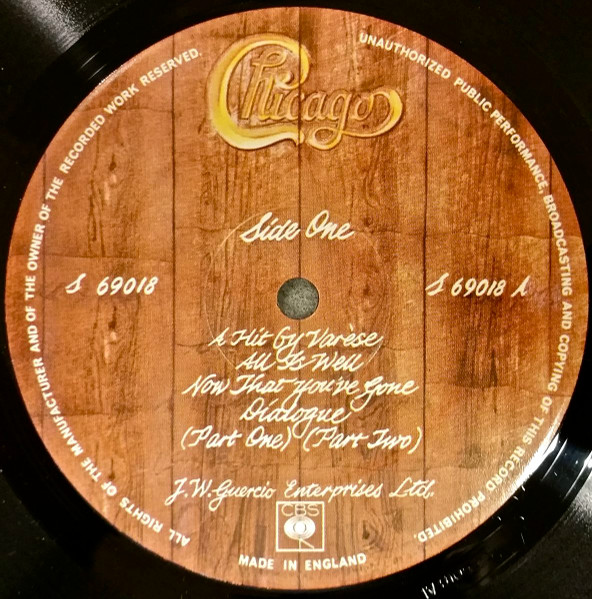 ALL RIGHTS OF THE MANUFACTURER AND OF THE OWNER OF THE RECORDED WORK RESERVED.
UNAUTHORIZED PUBLIC PERFORMANCE, BROADCASTING AND COPYING OF THIS RECORD PROHIBITED.
Chicago
Side One
S 69018
S 69018 A
A Hit by Varèse
All Is Well
Now That you've Gone
Dialogue
(Part One) (Part Two)
J.W. Guercio Enterprises Ltd.
CBS
MADE IN ENGLAND